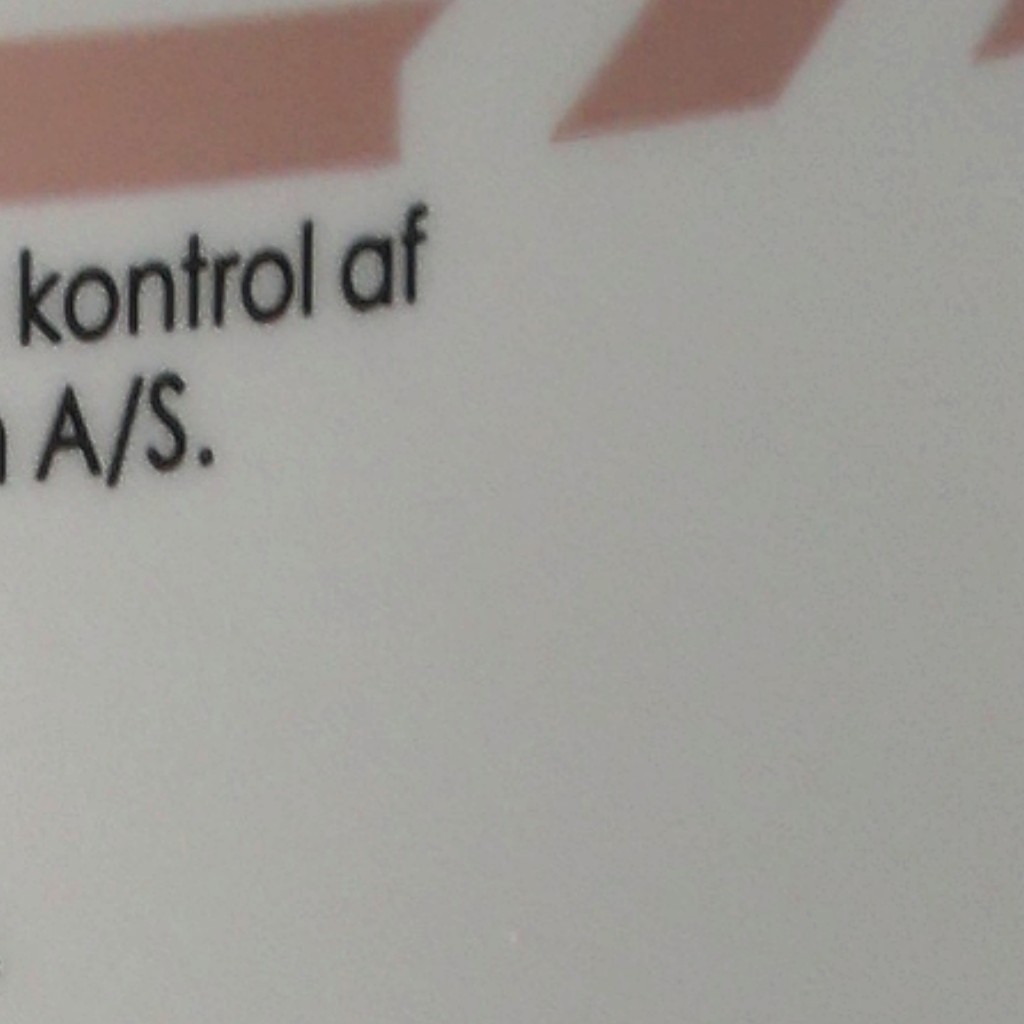 kontrol af
A/S.